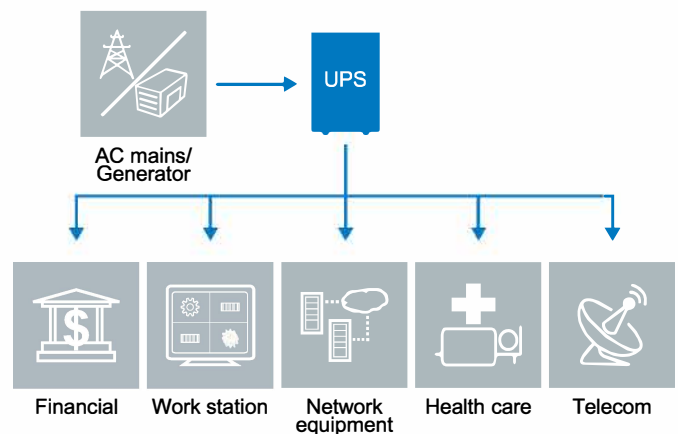 UPS
AC mains/
Generator
$
Financial
Work station
Network
equipment
Health care
Telecom